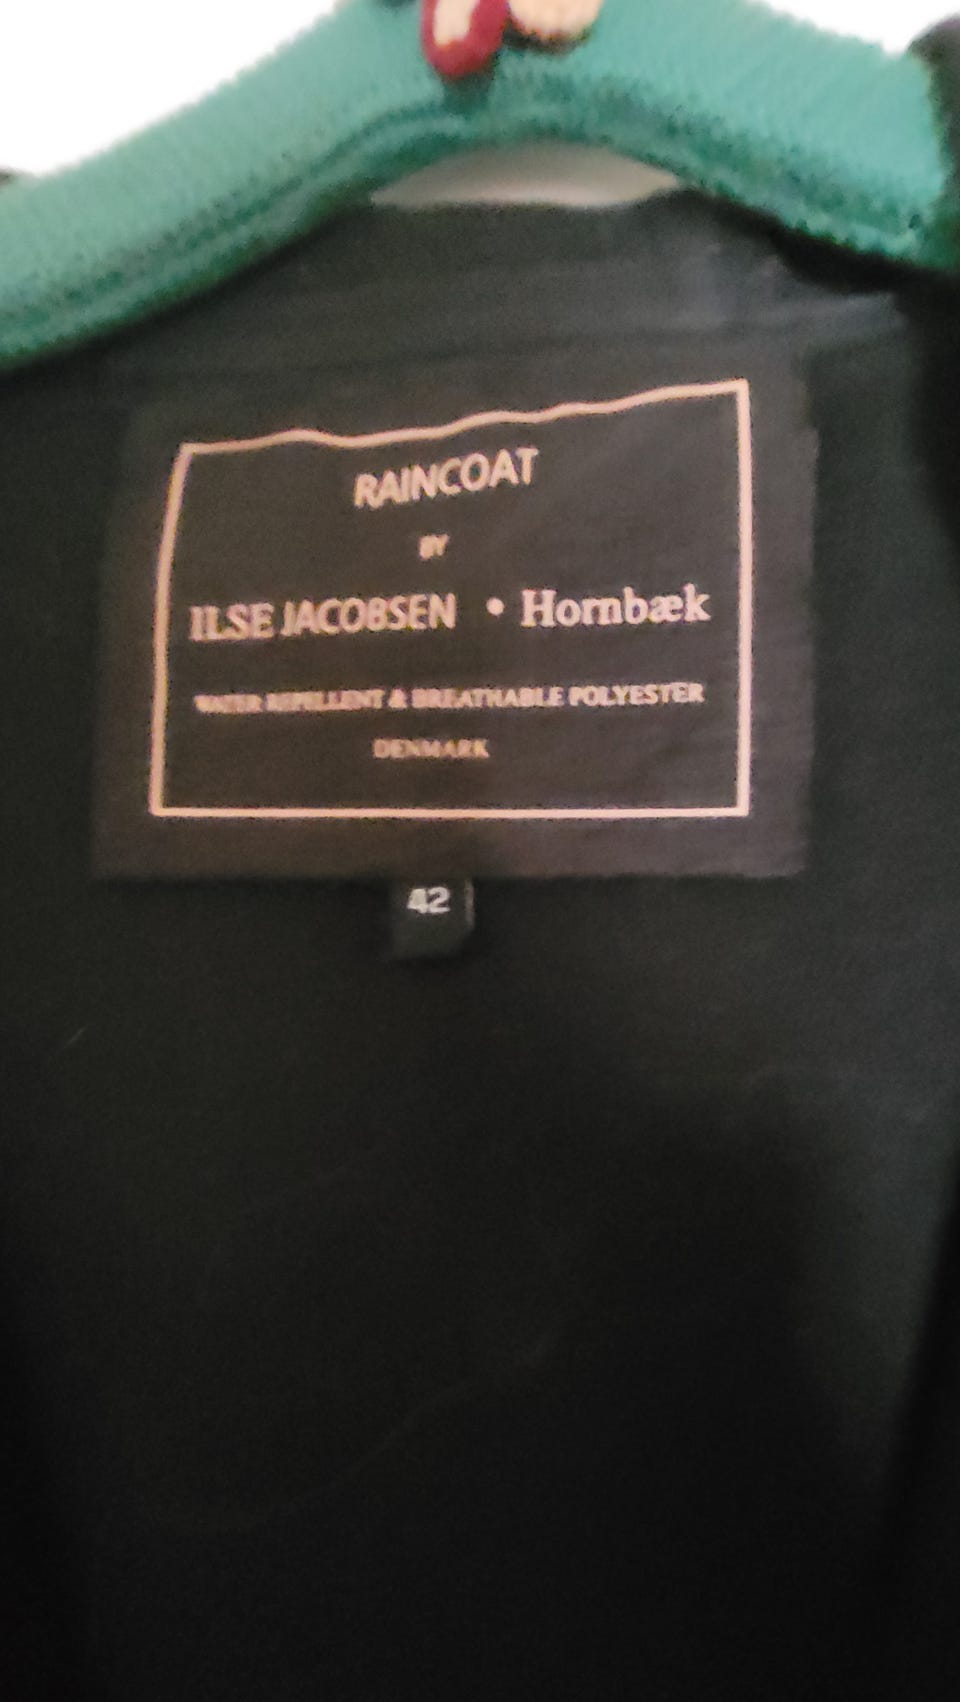 RAINCOAT
BY
ILSE JACOBSEN • Hornbæk
WATER REPELLENT & BREATHABLE POLYESTER
DENMARK
42